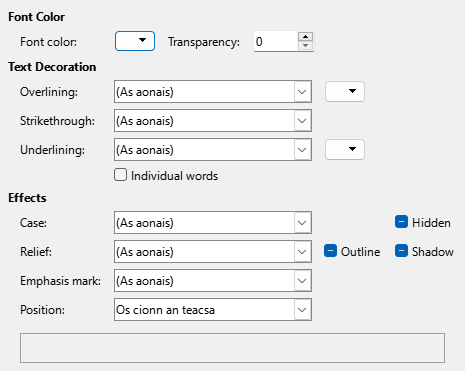 Font Color
Font color: Transparency: 0
Text Decoration
Overlining: (As aonais)
Strikethrough: (As aonais)
Underlining: (As aonais)
Individual words
Effects
Case: (As aonais) Hidden
Relief: (As aonais) Outline Shadow
Emphasis mark: (As aonais)
Position: Os cionn an teacsa